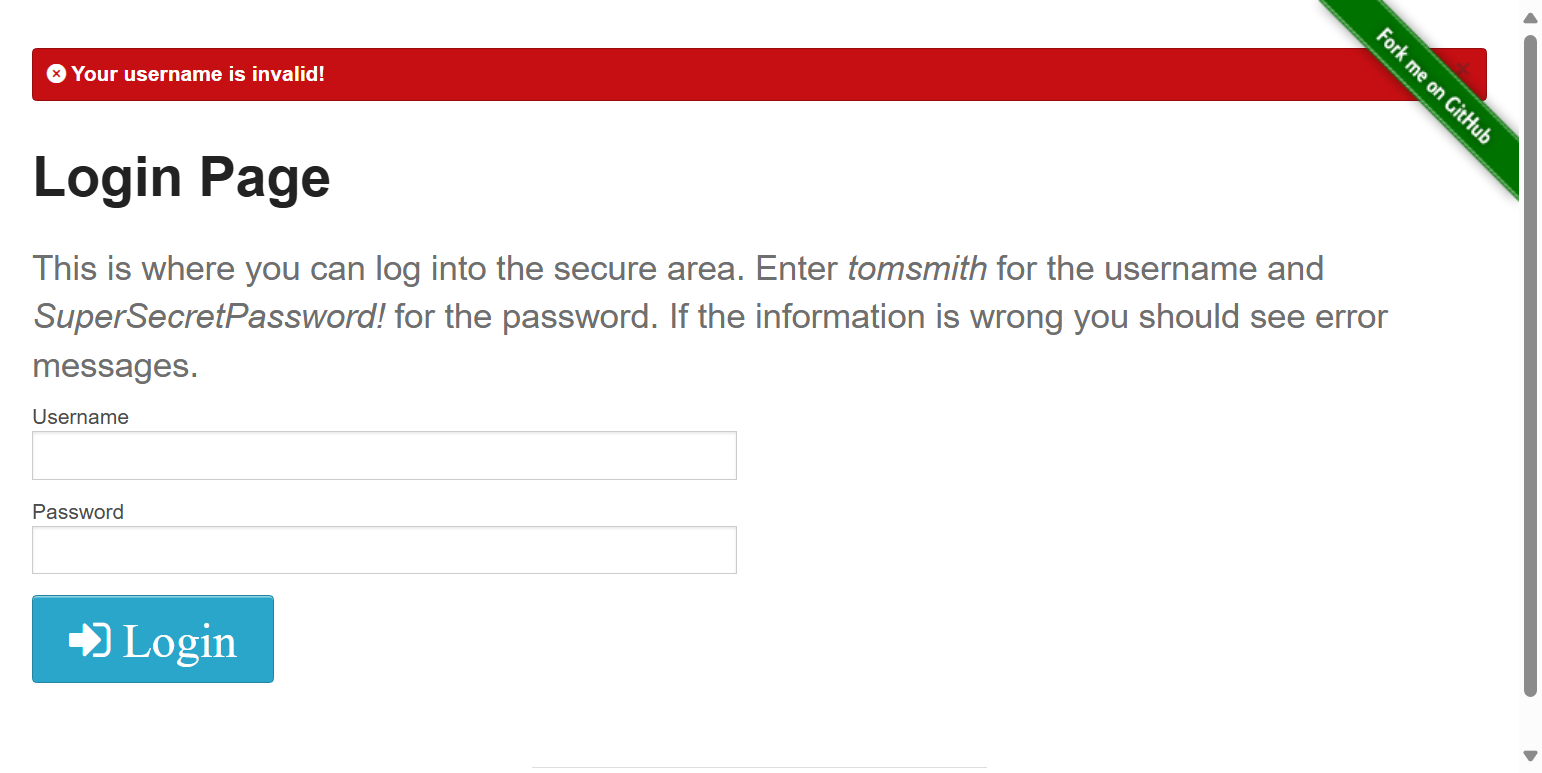 Your username is invalid!
Fork me on GitHub
Login Page
This is where you can log into the secure area. Enter tomsmith for the username and
SuperSecretPassword! for the password. If the information is wrong you should see error
messages.
Username
Password
Login